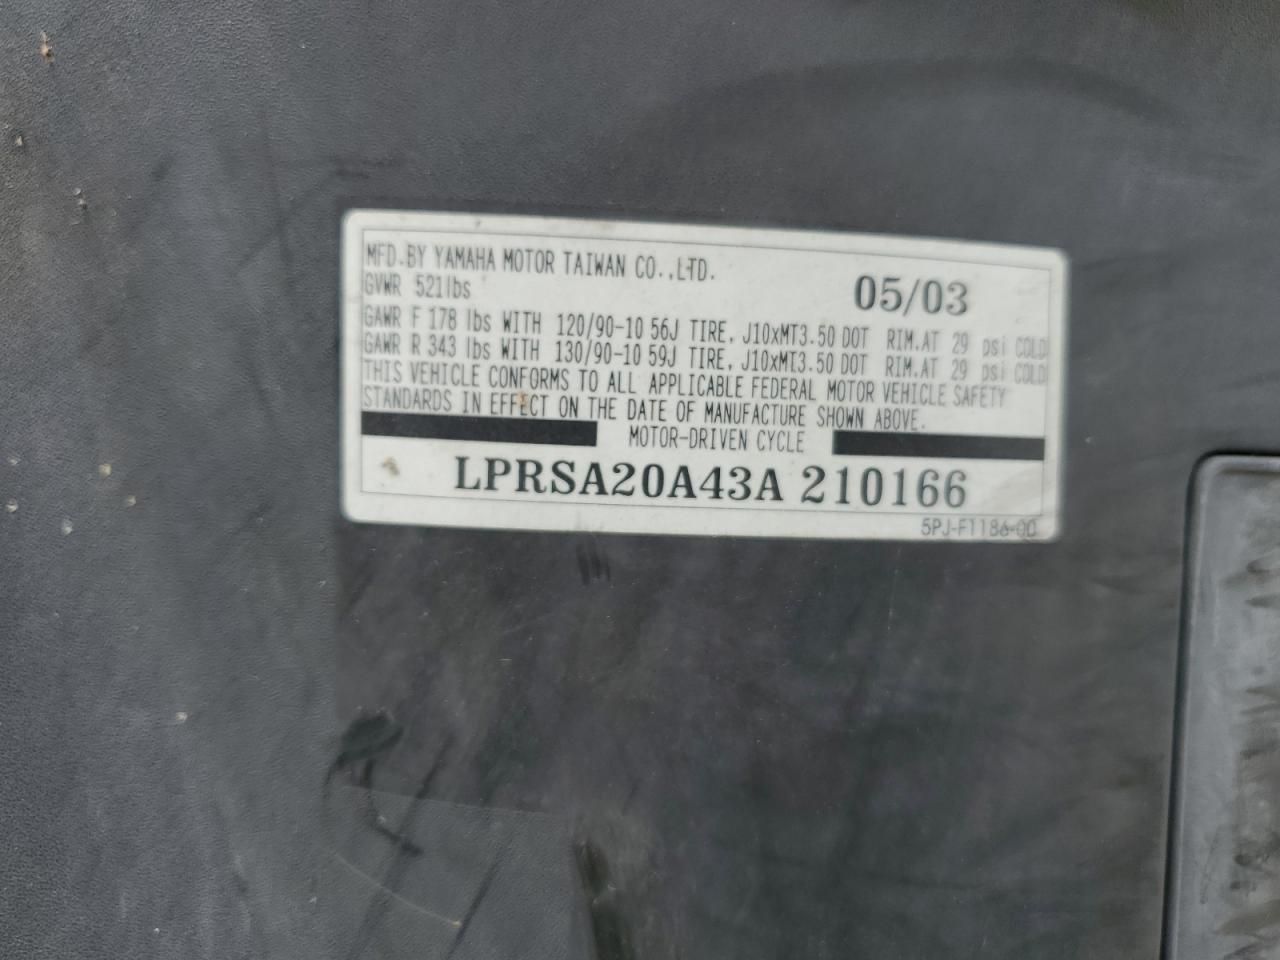 MFD.BY YAMAHA MOTOR TAIWAN CO.,LTD.
GVWR 521lbs 05/03
GAWR F 178 lbs WITH 120/90-10 56J TIRE, J10xMT3.50 DOT RIM.AT 29 psi COLD
GAWR R 343 lbs WITH 130/90-10 59J TIRE, J10xMT3.50 DOT RIM.AT 29 psi COLD
THIS VEHICLE CONFORMS TO ALL APPLICABLE FEDERAL MOTOR VEHICLE SAFETY
STANDARDS IN EFFECT ON THE DATE OF MANUFACTURE SHOWN ABOVE.
MOTOR-DRIVEN CYCLE
LPRSA20A43A210166
5PJ-F1186-00